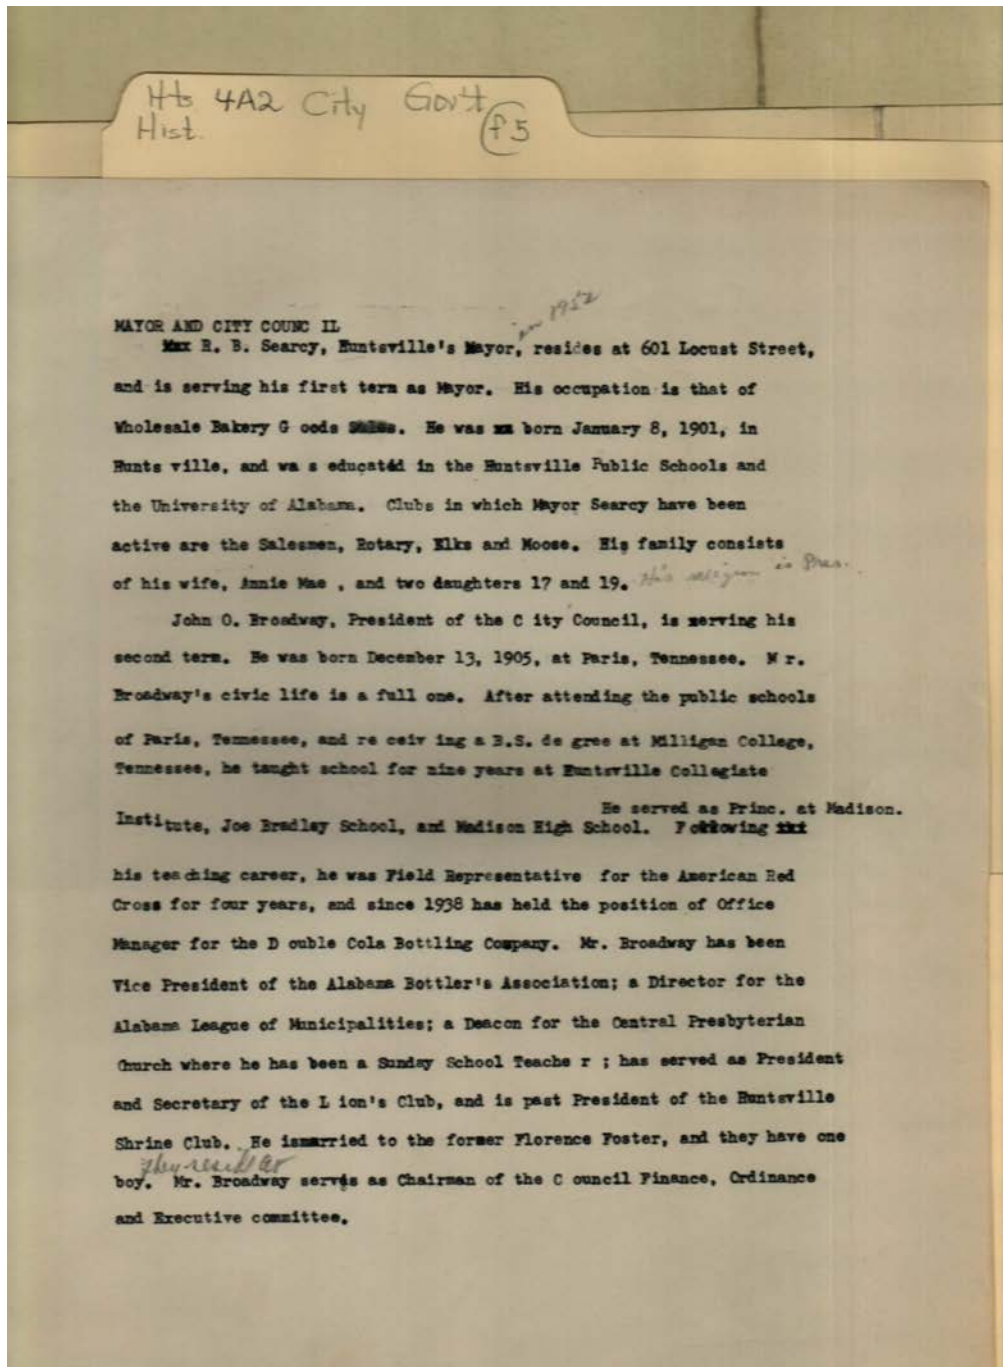 Hts 4A2 City Gov't
Hist. f5
in 1952
MAYOR AND CITY COUNC IL
R. B. Searcy, Huntsville's Mayor, resides at 601 Locust Street,
and is serving his first term as Mayor. His occupation is that of
Wholesale Bakery G oods Sales. He was born January 8, 1901, in
Hunts ville, and wa s educated in the Huntsville Public Schools and
the University of Alabama. Clubs in which Mayor Searcy have been
active are the Salesmen, Rotary, Elks and Moose. His family consists
of his wife, Annie Mae , and two daughters 17 and 19. His religion is Pres.
John O. Broadway, President of the C ity Council, is serving his
second term. He was born December 13, 1905, at Paris, Tennessee. M r.
Broadway's civic life is a full one. After attending the public schools
of Paris, Tennessee, and re ceiv ing a B.S. de gree at Milligan College,
Tennessee, he taught school for nine years at Huntsville Collegiate
He served as Princ. at Madison.
Institute, Joe Bradley School, and Madison High School. Following
his tea ching career, he was Field Representative for the American Red
Cross for four years, and since 1938 has held the position of Office
Manager for the D ouble Cola Bottling Company. Mr. Broadway has been
Vice President of the Alabama Bottler's Association; a Director for the
Alabama League of Municipalities; a Deacon for the Central Presbyterian
Church where he has been a Sunday School Teache r ; has served as President
and Secretary of the L ion's Club, and is past President of the Huntsville
Shrine Club. He ismarried to the former Florence Foster, and they have one
they reside at
boy. Mr. Broadway serves as Chairman of the C ouncil Finance, Ordinance
and Executive committee.